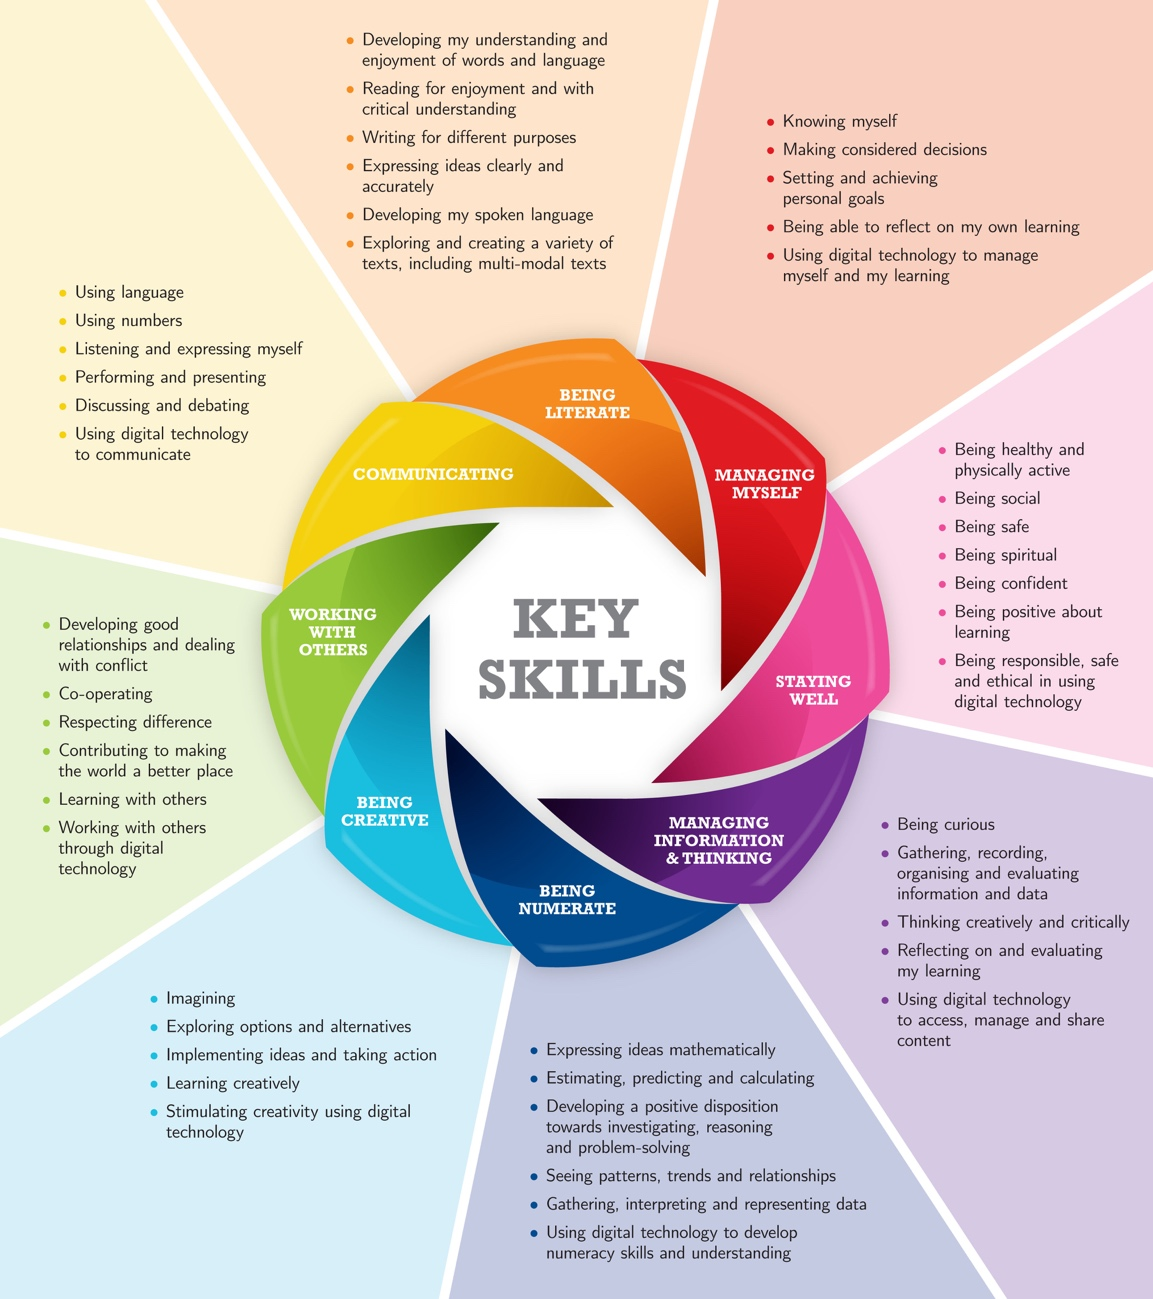 Developing my understanding and
enjoyment of words and language
Reading for enjoyment and with
critical understanding
Writing for different purposes
Expressing ideas clearly and
accurately
Developing my spoken language
Exploring and creating a variety of
texts, including multi-modal texts
Knowing myself
Making considered decisions
Setting and achieving
personal goals
Being able to reflect on my own learning
Using digital technology to manage
myself and my learning
Using language
Using numbers
Listening and expressing myself
Performing and presenting
Discussing and debating
Using digital technology
to communicate
Being healthy and
physically active
Being social
Being safe
Being spiritual
Being confident
Being positive about
learning
Being responsible, safe
and ethical in using
digital technology
BEING
LITERATE
COMMUNICATING
MANAGING
MYSELF
WORKING
WITH
OTHERS
KEY
SKILLS
STAYING
WELL
BEING
CREATIVE
MANAGING
INFORMATION
& THINKING
BEING
NUMERATE
Developing good
relationships and dealing
with conflict
Co-operating
Respecting difference
Contributing to making
the world a better place
Learning with others
Working with others
through digital
technology
Being curious
Gathering, recording,
organising and evaluating
information and data
Thinking creatively and critically
Reflecting on and evaluating
my learning
Using digital technology
to access, manage and share
content
Imagining
Exploring options and alternatives
Implementing ideas and taking action
Learning creatively
Stimulating creativity using digital
technology
Expressing ideas mathematically
Estimating, predicting and calculating
Developing a positive disposition
towards investigating, reasoning
and problem-solving
Seeing patterns, trends and relationships
Gathering, interpreting and representing data
Using digital technology to develop
numeracy skills and understanding